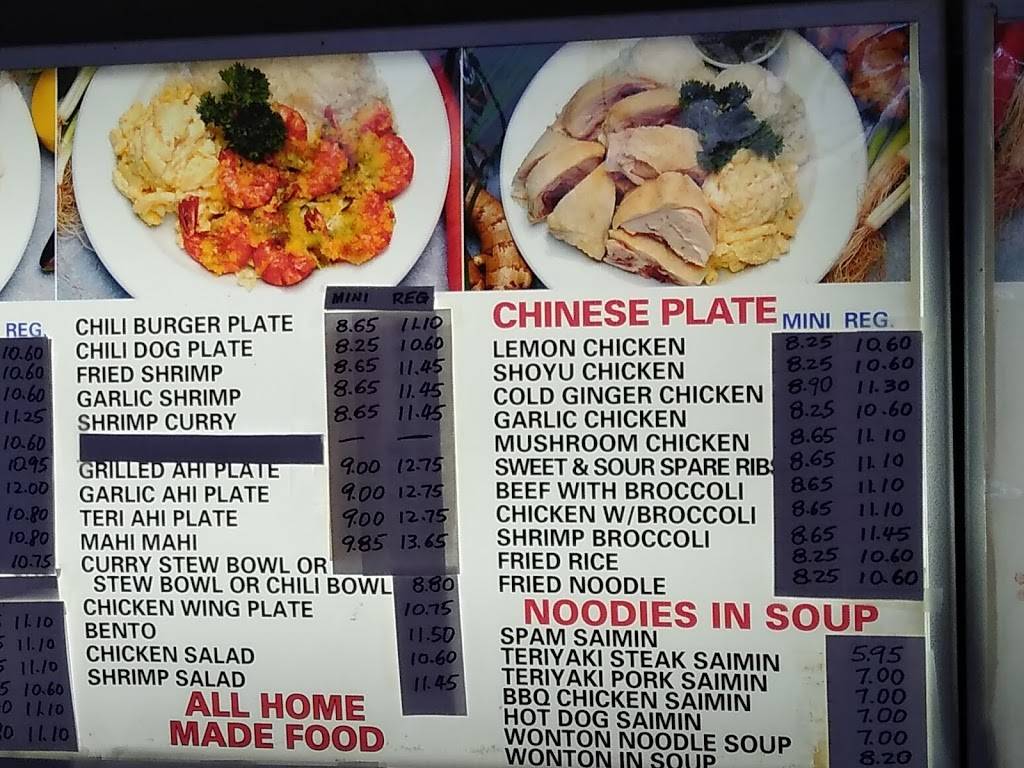 REG.
10.60
10.60
10.60
11.25
10.60
10.95
12.00
10.80
10.80
10.75
11.10
11.10
11.10
10.60
11.10
11.10
MINI REG
CHILI BURGER PLATE 8.65 11.10
CHILI DOG PLATE 8.25 10.60
FRIED SHRIMP 8.65 11.45
GARLIC SHRIMP 8.65 11.45
SHRIMP CURRY 8.65 11.45
— —
GRILLED AHI PLATE 9.00 12.75
GARLIC AHI PLATE 9.00 12.75
TERI AHI PLATE 9.00 12.75
MAHI MAHI 9.85 13.65
CURRY STEW BOWL OR
STEW BOWL OR CHILI BOWL 8.80
CHICKEN WING PLATE 10.75
BENTO 11.50
CHICKEN SALAD 10.60
SHRIMP SALAD 11.45
ALL HOME
MADE FOOD
CHINESE PLATE MINI REG.
LEMON CHICKEN 8.25 10.60
SHOYU CHICKEN 8.25 10.60
COLD GINGER CHICKEN 8.90 11.30
GARLIC CHICKEN 8.25 10.60
MUSHROOM CHICKEN 8.65 11.10
SWEET & SOUR SPARE RIBS 8.65 11.10
BEEF WITH BROCCOLI 8.65 11.10
CHICKEN W/BROCCOLI 8.65 11.10
SHRIMP BROCCOLI 8.65 11.45
FRIED RICE 8.25 10.60
FRIED NOODLE 8.25 10.60
NOODIES IN SOUP
SPAM SAIMIN 5.95
TERIYAKI STEAK SAIMIN 7.00
TERIYAKI PORK SAIMIN 7.00
BBQ CHICKEN SAIMIN 7.00
HOT DOG SAIMIN 7.00
WONTON NOODLE SOUP 8.20
WONTON IN SOUP